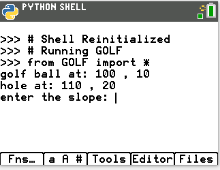 PYTHON SHELL
>>> # Shell Reinitialized
>>> # Running GOLF
>>> from GOLF import *
golf ball at: 100 , 10
hole at: 110 , 20
enter the slope:
Fns… a A # Tools Editor Files